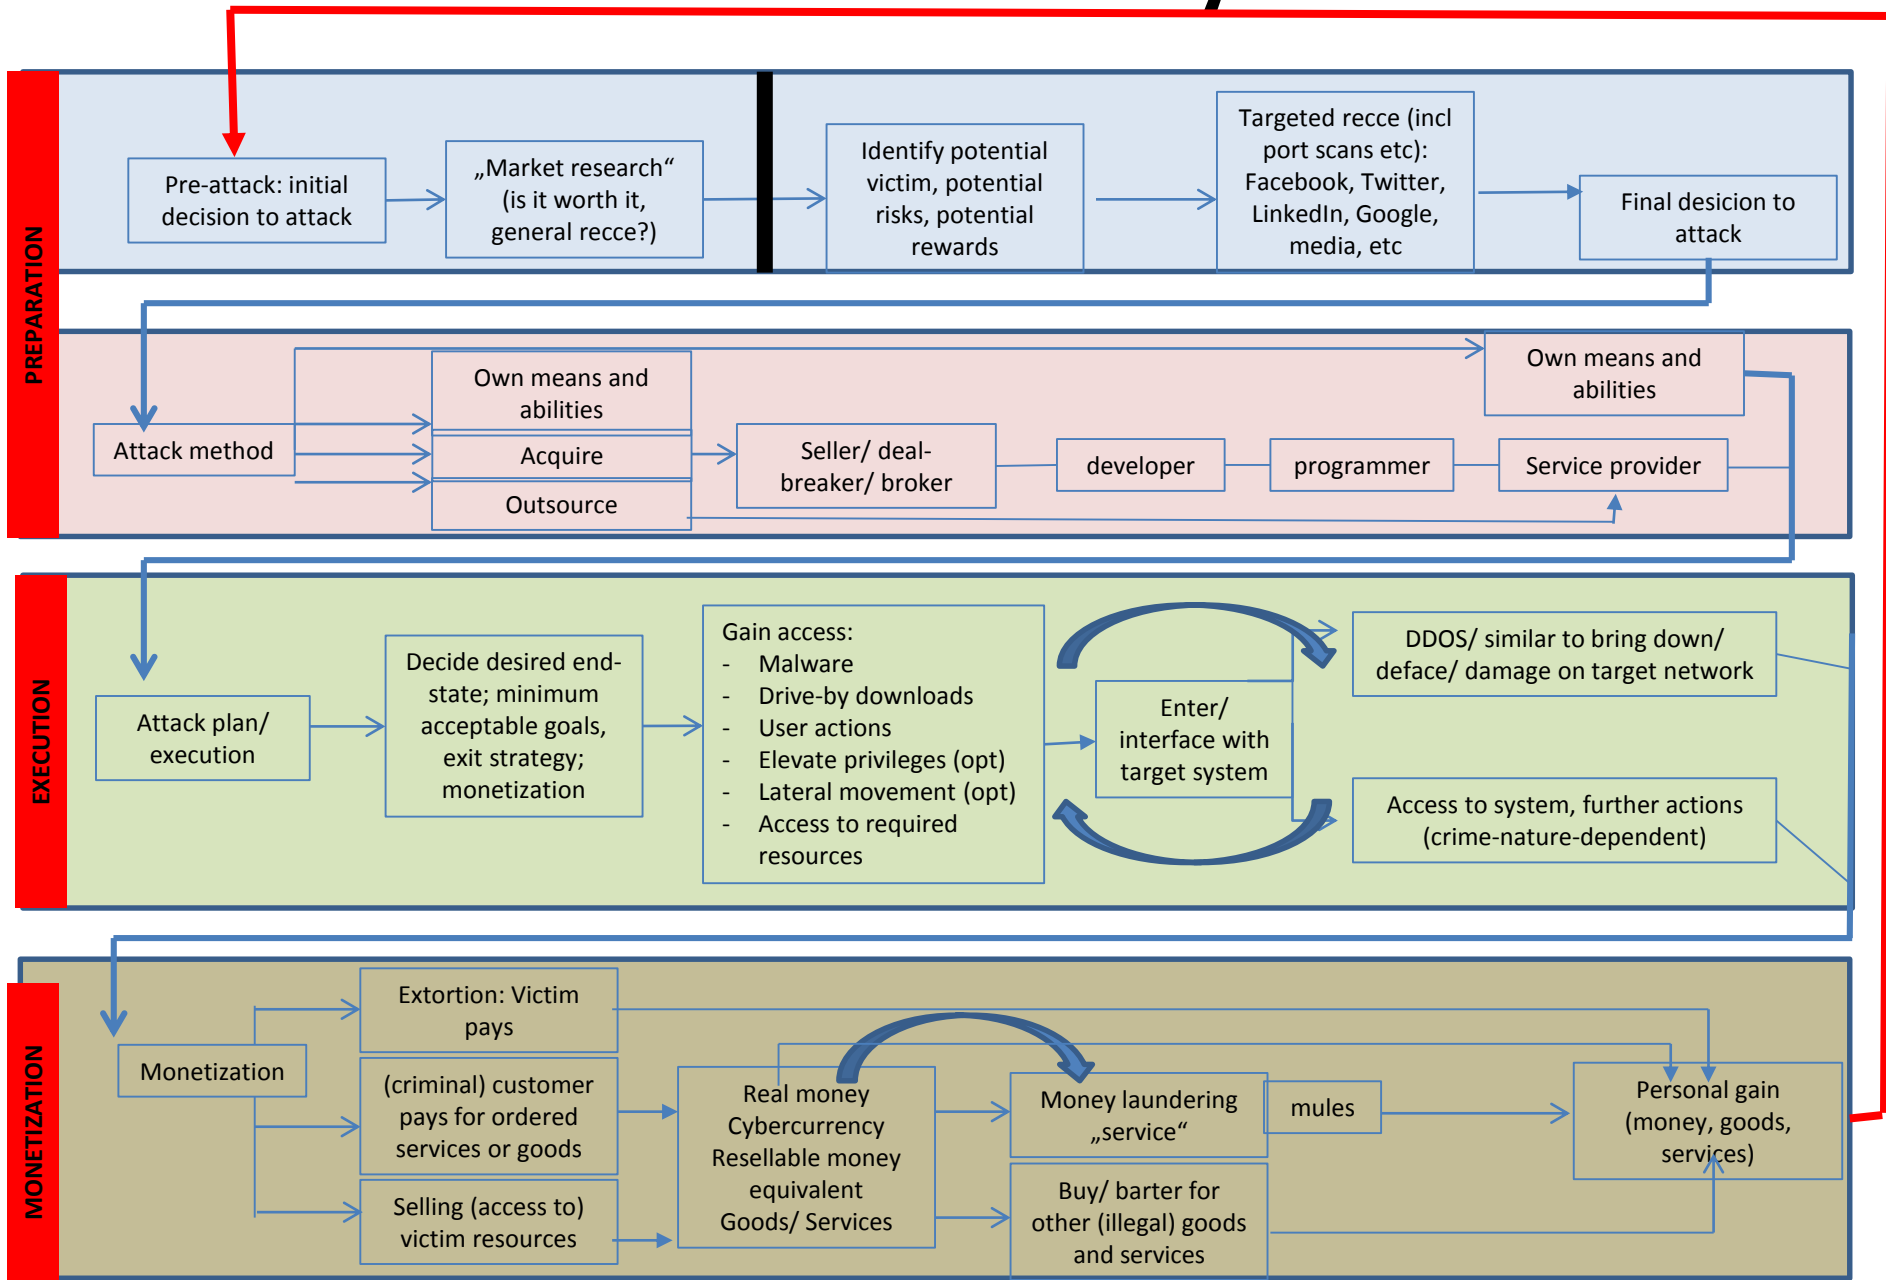 PREPARATION
Pre-attack: initial
decision to attack
„Market research“
(is it worth it,
general recce?)
Identify potential
victim, potential
risks, potential
rewards
Targeted recce (incl
port scans etc):
Facebook, Twitter,
LinkedIn, Google,
media, etc
Final desicion to
attack
Attack method
Own means and
abilities
Acquire
Outsource
Seller/ deal-
breaker/ broker
developer
programmer
Service provider
Own means and
abilities
EXECUTION
Attack plan/
execution
Decide desired end-
state; minimum
acceptable goals,
exit strategy;
monetization
Gain access:
- Malware
- Drive-by downloads
- User actions
- Elevate privileges (opt)
- Lateral movement (opt)
- Access to required
resources
Enter/
interface with
target system
DDOS/ similar to bring down/
deface/ damage on target network
Access to system, further actions
(crime-nature-dependent)
MONETIZATION
Monetization
Extortion: Victim
pays
(criminal) customer
pays for ordered
services or goods
Selling (access to)
victim resources
Real money
Cybercurrency
Resellable money
equivalent
Goods/ Services
Money laundering
„service“
mules
Buy/ barter for
other (illegal) goods
and services
Personal gain
(money, goods,
services)